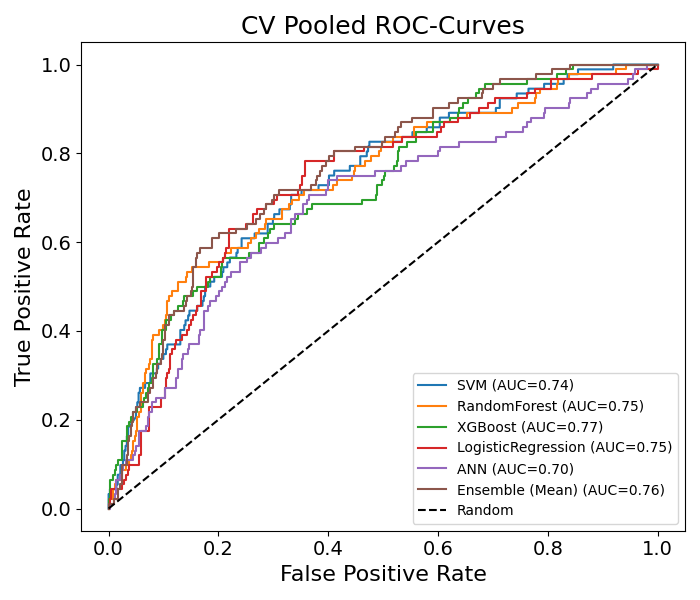 CV Pooled ROC-Curves
True Positive Rate
1.0
0.8
0.6
0.4
0.2
0.0
0.0 0.2 0.4 0.6 0.8 1.0
False Positive Rate
SVM (AUC=0.74)
RandomForest (AUC=0.75)
XGBoost (AUC=0.77)
LogisticRegression (AUC=0.75)
ANN (AUC=0.70)
Ensemble (Mean) (AUC=0.76)
Random